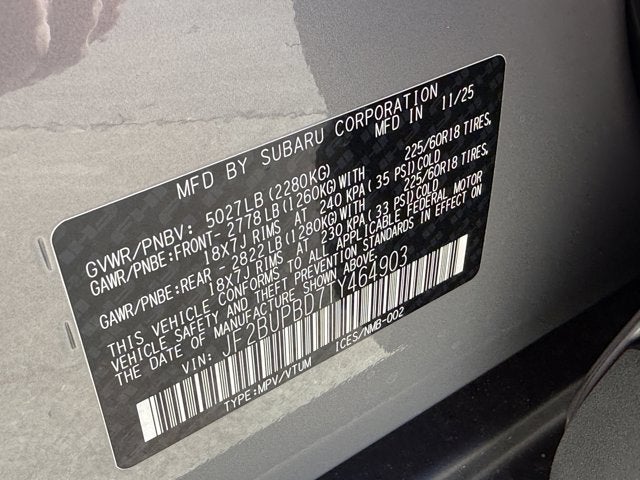 MFD BY SUBARU CORPORATION
MFD IN 11/25
GVWR/PNBV: 5027LB(2280KG)
GAWR/PNBE:FRONT- 2778LB(1260KG)WITH 225/60R18 TIRES,
18X7J RIMS AT 240 KPA(35 PSI)COLD
GAWR/PNBE:REAR - 2822LB(1280KG)WITH 225/60R18 TIRES,
18X7J RIMS AT 230 KPA(33 PSI)COLD
THIS VEHICLE CONFORMS TO ALL APPLICABLE FEDERAL MOTOR
VEHICLE SAFETY AND THEFT PREVENTION STANDARDS IN EFFECT ON
THE DATE OF MANUFACTURE SHOWN ABOVE.
VIN: JF2BUPBD7TY464903
TYPE:MPV/VTUM ICES/NMB-002